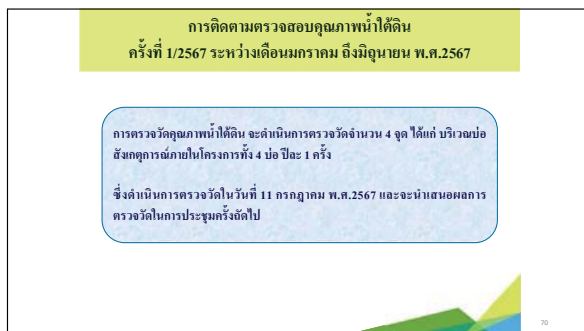 การติดตามตรวจสอบคุณภาพน้ำใต้ดิน
ครั้งที่ 1/2567 ระหว่างเดือนมกราคม ถึงมิถุนายน พ.ศ.2567
การตรวจวัดคุณภาพน้ำใต้ดิน จะดำเนินการตรวจวัดจำนวน 4 จุด ได้แก่ บริเวณบ่อ
สังเกตุการณ์ภายในโครงการทั้ง 4 บ่อ ปีละ 1 ครั้ง
ซึ่งดำเนินการตรวจวัดในวันที่ 11 กรกฎาคม พ.ศ.2567 และจะนำเสนอผลการ
ตรวจวัดในการประชุมครั้งถัดไป
70